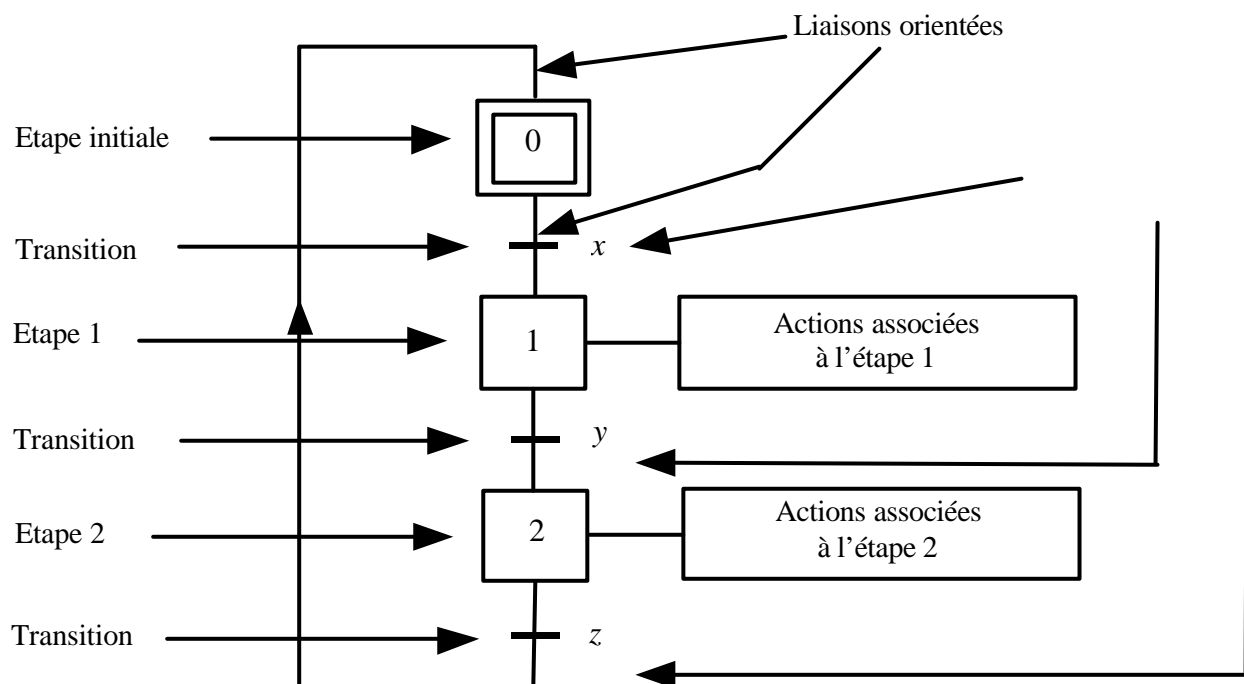 Liaisons orientées
Etape initiale
0
Transition
x
Etape 1
1
Actions associées
à l’étape 1
Transition
y
Etape 2
2
Actions associées
à l’étape 2
Transition
z